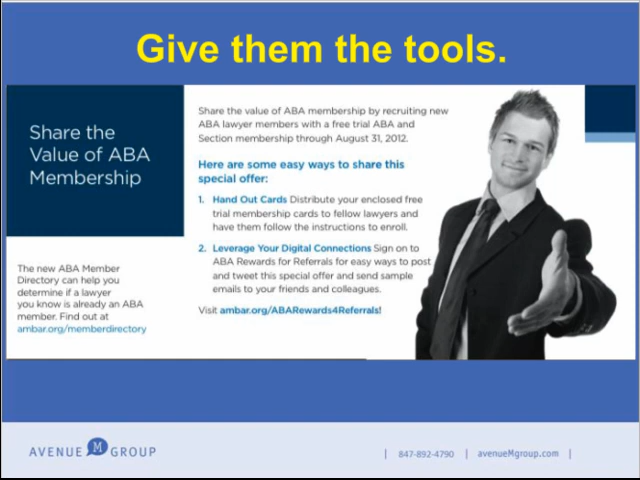 Give them the tools.
Share the
Value of ABA
Membership
The new ABA Member
Directory can help you
determine if a lawyer
you know is already an ABA
member. Find out at
ambar.org/memberdirectory
Share the value of ABA membership by recruiting new
ABA lawyer members with a free trial ABA and
Section membership through August 31, 2012.
Here are some easy ways to share this
special offer:
1. Hand Out Cards Distribute your enclosed free
trial membership cards to fellow lawyers and
have them follow the instructions to enroll.
2. Leverage Your Digital Connections Sign on to
ABA Rewards for Referrals for easy ways to post
and tweet this special offer and send sample
emails to your friends and colleagues.
Visit ambar.org/ABARewards4Referrals!
AVENUE M GROUP
| 847-892-4790 | avenueMgroup.com |